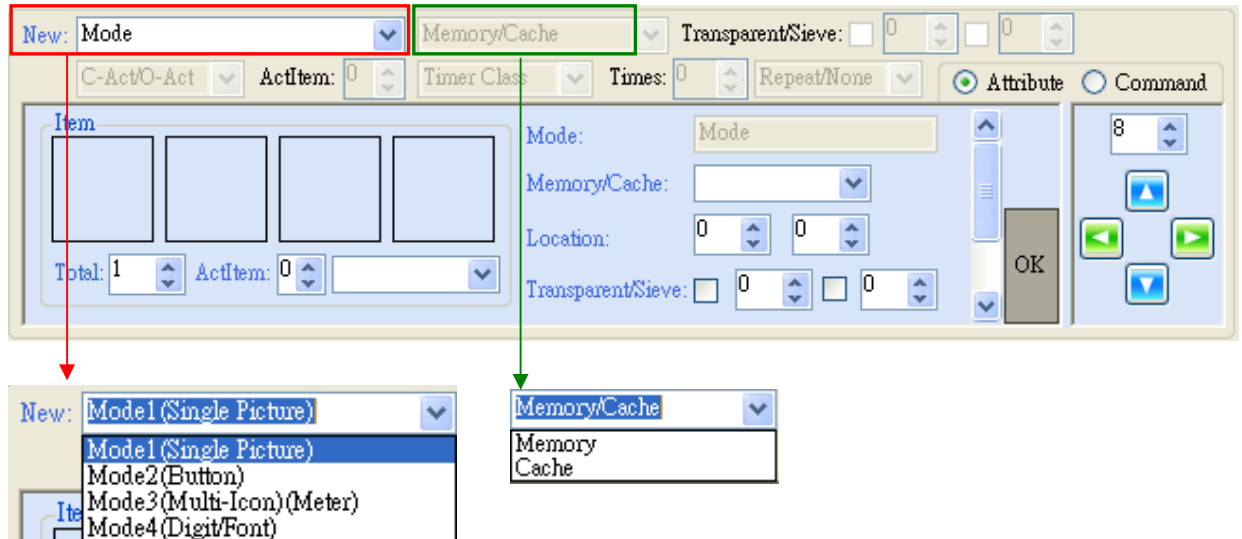 New: Mode Memory/Cache Transparent/Sieve: 0 0
C-Act/O-Act ActItem: 0 Timer Class Times: 0 Repeat/None Attribute Command
Item
Mode: Mode
8
Memory/Cache:
Location: 0 0
OK
Total: 1 ActItem: 0
Transparent/Sieve: 0 0
New: Mode1(Single Picture)
Mode1(Single Picture)
Mode2(Button)
Mode3(Multi-Icon)(Meter)
Mode4(Digit/Font)
Ite
Memory/Cache
Memory
Cache